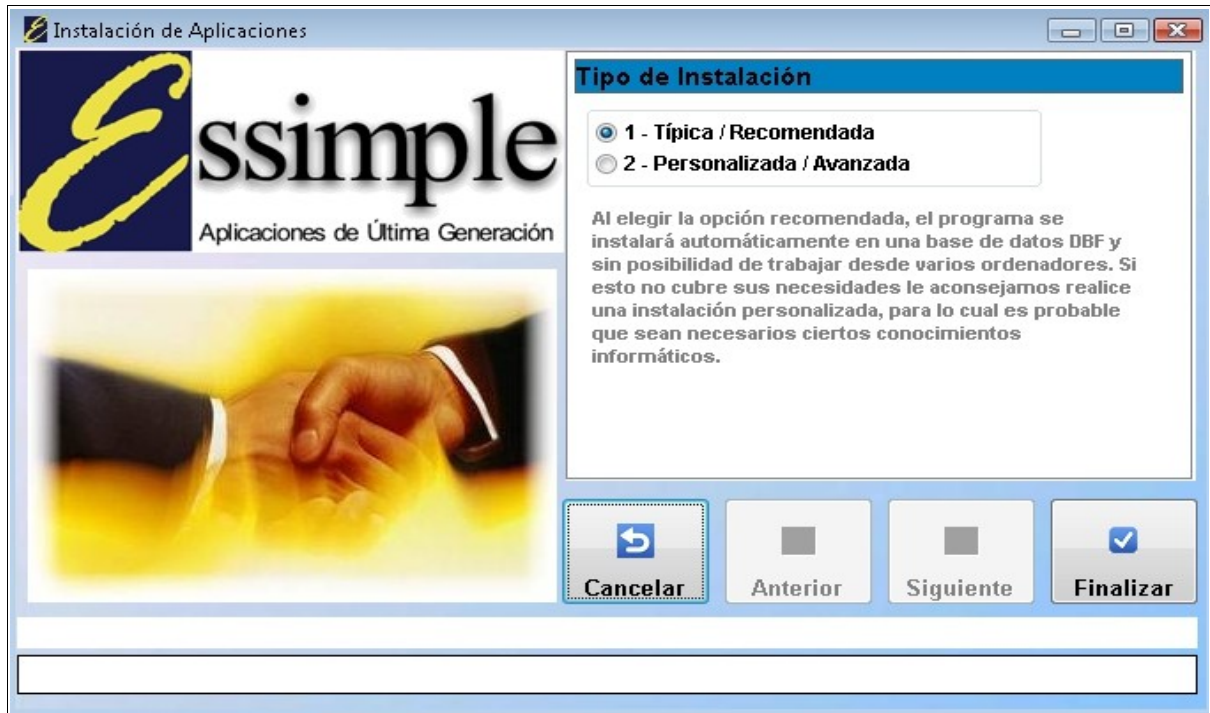 Instalación de Aplicaciones
Essimple
Aplicaciones de Última Generación
Tipo de Instalación
1 - Típica / Recomendada
2 - Personalizada / Avanzada
Al elegir la opción recomendada, el programa se
instalará automáticamente en una base de datos DBF y
sin posibilidad de trabajar desde varios ordenadores. Si
esto no cubre sus necesidades le aconsejamos realice
una instalación personalizada, para lo cual es probable
que sean necesarios ciertos conocimientos
informáticos.
Cancelar
Anterior
Siguiente
Finalizar